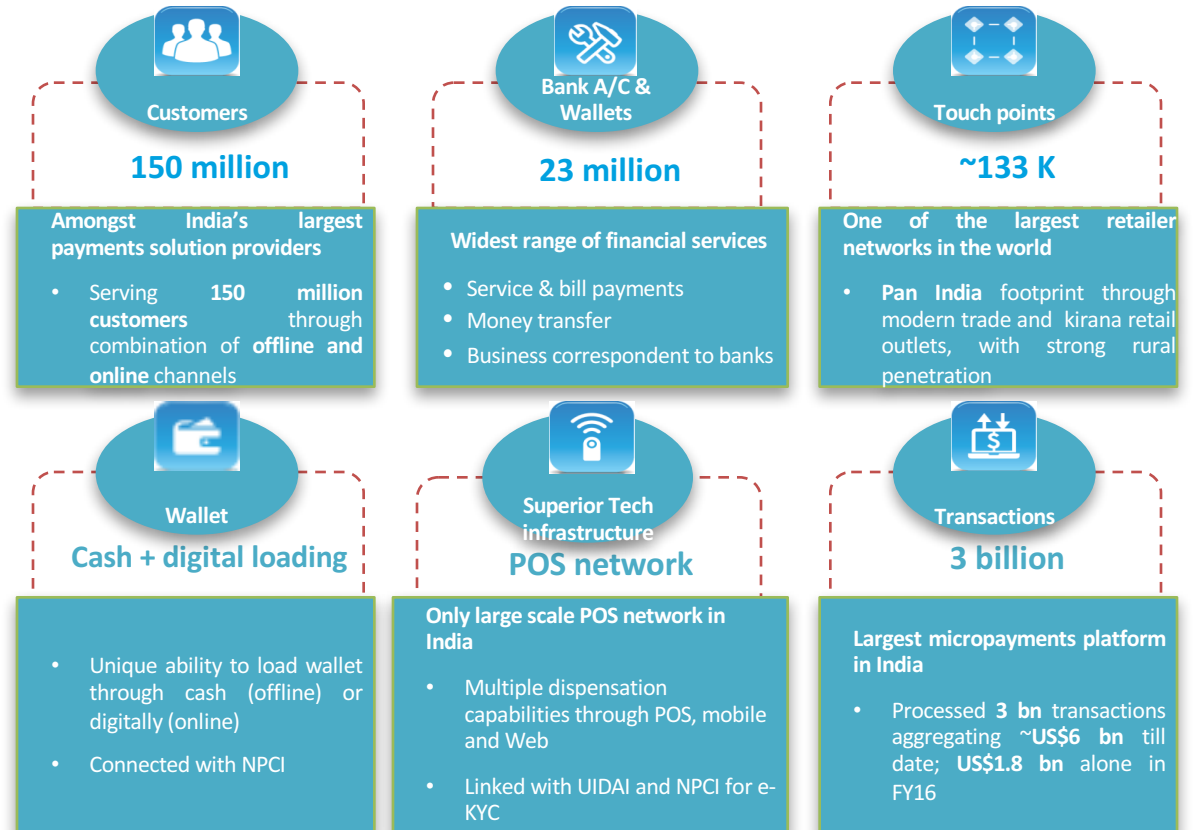 Customers
150 million
Amongst India’s largest
payments solution providers
• Serving 150 million
customers through
combination of offline and
online channels
Bank A/C &
Wallets
23 million
Widest range of financial services
• Service & bill payments
• Money transfer
• Business correspondent to banks
Touch points
~133 K
One of the largest retailer
networks in the world
• Pan India footprint through
modern trade and kirana retail
outlets, with strong rural
penetration
Wallet
Cash + digital loading
• Unique ability to load wallet
through cash (offline) or
digitally (online)
• Connected with NPCI
Superior Tech
infrastructure
POS network
Only large scale POS network in
India
• Multiple dispensation
capabilities through POS, mobile
and Web
• Linked with UIDAI and NPCI for e-
KYC
$
Transactions
3 billion
Largest micropayments platform
in India
• Processed 3 bn transactions
aggregating ~US$6 bn till
date; US$1.8 bn alone in
FY16